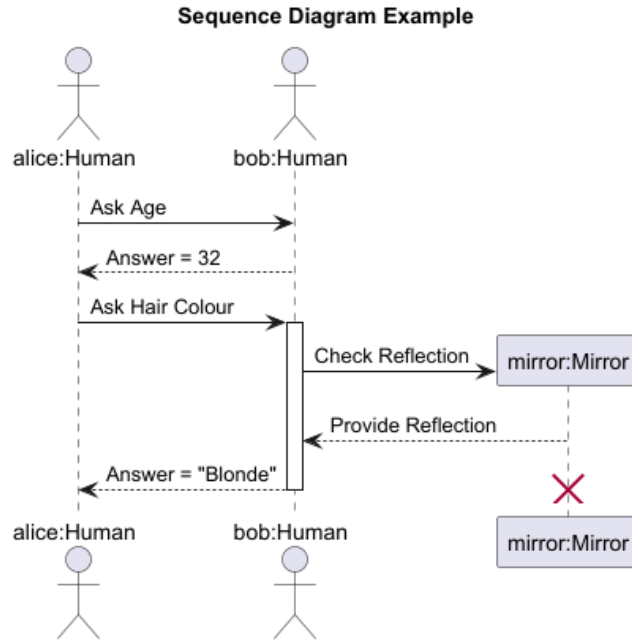 Sequence Diagram Example
alice:Human
bob:Human
Ask Age
Answer = 32
Ask Hair Colour
Check Reflection
mirror:Mirror
Provide Reflection
Answer = "Blonde"
alice:Human
bob:Human
mirror:Mirror